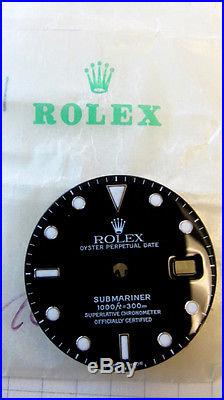 ROLEX
ROLEX
OYSTER PERPETUAL DATE
SUBMARINER
1000ft=300m
SUPERLATIVE CHRONOMETER
OFFICIALLY CERTIFIED